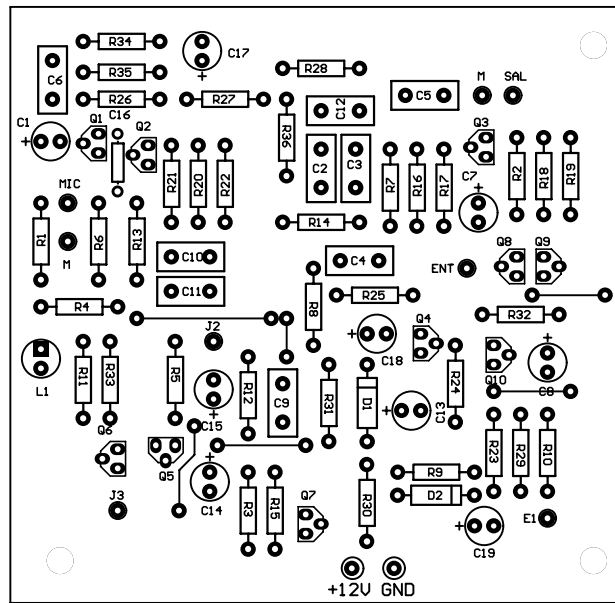 R34
C17
C6
R35
R28
R26
R27
C5
M
SAL
C16
C12
C1
Q1
Q2
R36
Q3
R21
R20
R22
C2
C3
R7
R16
R17
C7
R2
R18
R19
MIC
R1
R6
R13
R14
M
C10
C4
ENT
Q8
Q9
C11
R8
R25
R4
R32
J2
Q4
C18
L1
R11
R33
R5
R12
C9
R31
D1
R24
Q10
C8
C15
C13
Q6
Q5
R23
R29
R10
R9
D2
J3
C14
R3
R15
Q7
R30
C19
E1
+12V GND